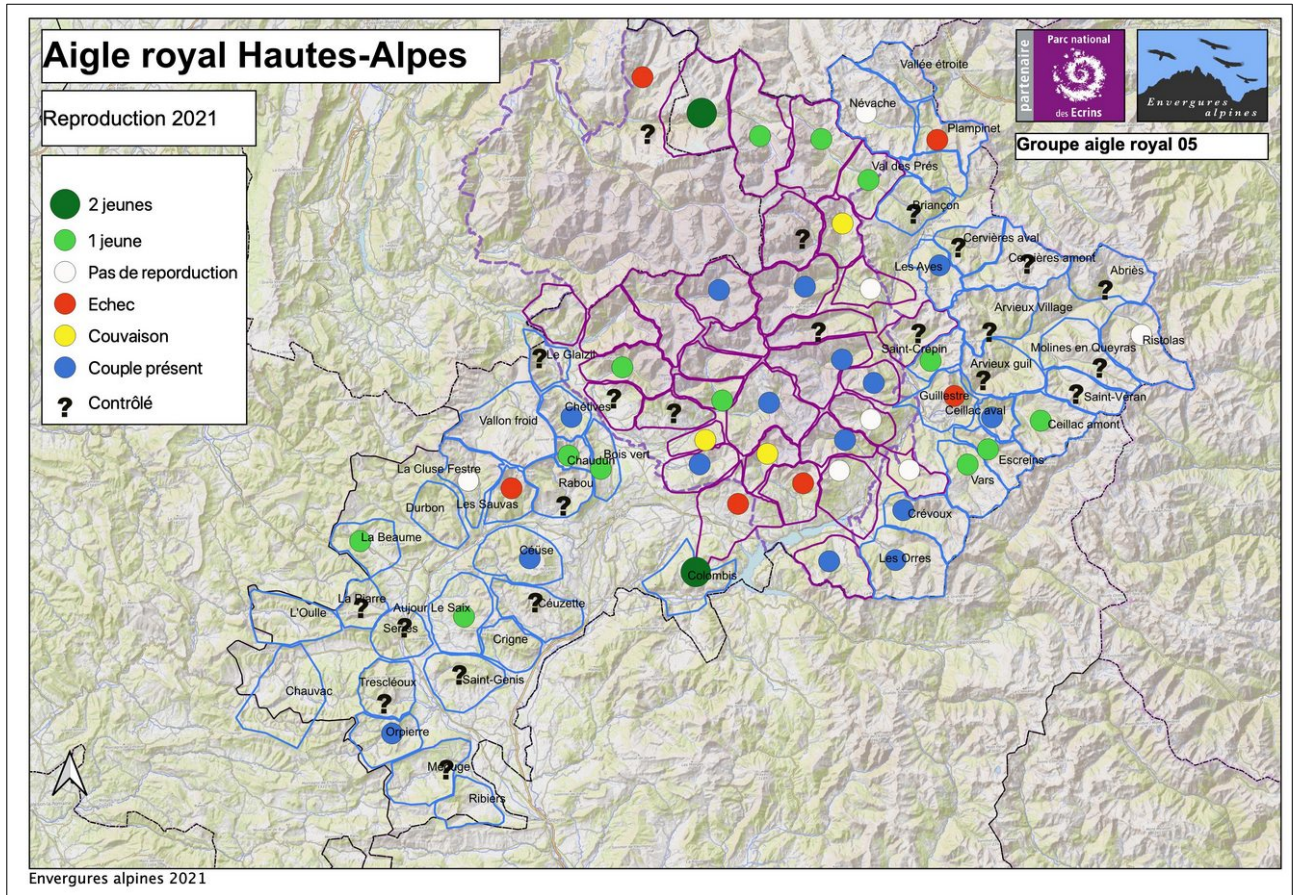 Aigle royal Hautes-Alpes
Reproduction 2021
2 jeunes
1 jeune
Pas de reporduction
Echec
Couvaison
Couple présent
? Contrôlé
partenaire
Parc national
des Ecrins
Envergures
alpines
Groupe aigle royal 05
Vallée étroite
Névache
Plampinet
Val des Prés
?
Briançon
?
Cervières aval
?
Cervières amont
?
?
Les Ayes
Abriès
?
Arvieux Village
?
?
?
Saint-Crépin
Molines en Queyras
?
Ristolas
Le Glaizil
?
Arvieux guil
?
Guillestre
Saint-Véran
?
?
?
Chétives
Ceillac aval
Ceillac amont
Vallon froid
Bois vert
Chaudun
Escreins
La Cluse Festre
Rabou
?
Vars
Durbon
Les Sauvas
Crévoux
La Beaume
Céüse
Les Orres
Colombis
La Piarre
?
Aujour Le Saix
Céuzette
?
L'Oulle
Serres
?
Crigne
Trescléoux
?
?
Saint-Genis
Chauvac
Orpierre
Méouge
?
Ribiers
Envergures alpines 2021